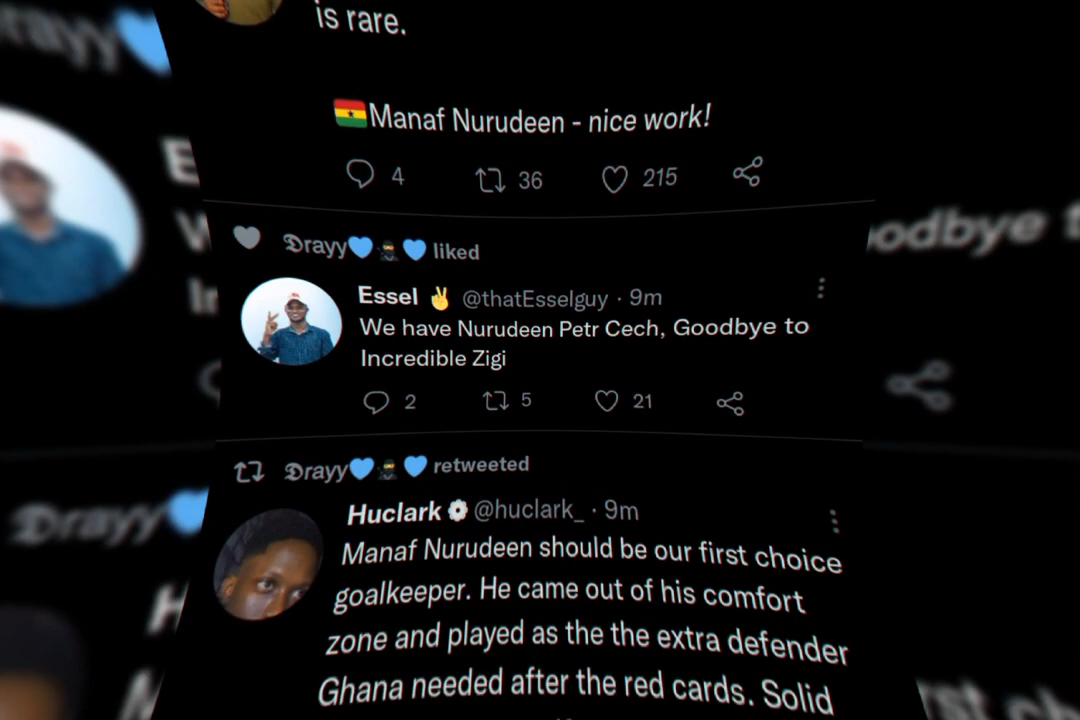 is rare.
🇬🇭Manaf Nurudeen - nice work!
4 36 215
Drayy💙🥷💙 liked
Essel ✌️ @thatEsselguy · 9m
We have Nurudeen Petr Cech, Goodbye to
Incredible Zigi
2 5 21
Drayy💙🥷💙 retweeted
Huclark @huclark_ · 9m
Manaf Nurudeen should be our first choice
goalkeeper. He came out of his comfort
zone and played as the the extra defender
Ghana needed after the red cards. Solid